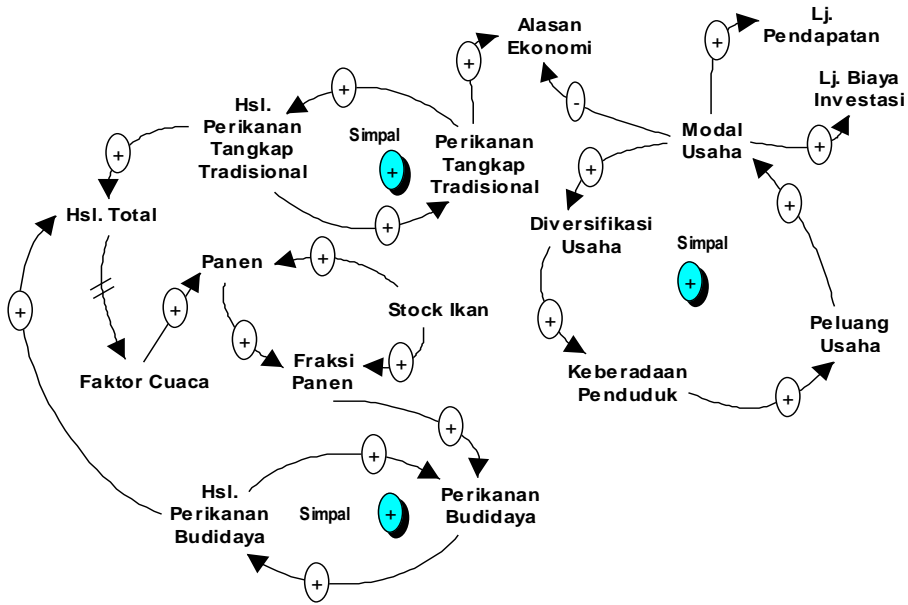 Alasan
Ekonomi
Lj.
Pendapatan
+
+
Lj. Biaya
Investasi
+
-
Hsl.
Perikanan
Tangkap
Tradisional
Simpal
+
Perikanan
Tangkap
Tradisional
Modal
Usaha
+
+
+
+
Hsl. Total
+
Diversifikasi
Usaha
Simpal
+
Panen
+
+
+
Stock Ikan
+
+
Peluang
Usaha
+
+
Faktor Cuaca
Fraksi
Panen
Keberadaan
Penduduk
+
+
+
Hsl.
Perikanan
Budidaya
Simpal
+
Perikanan
Budidaya
+